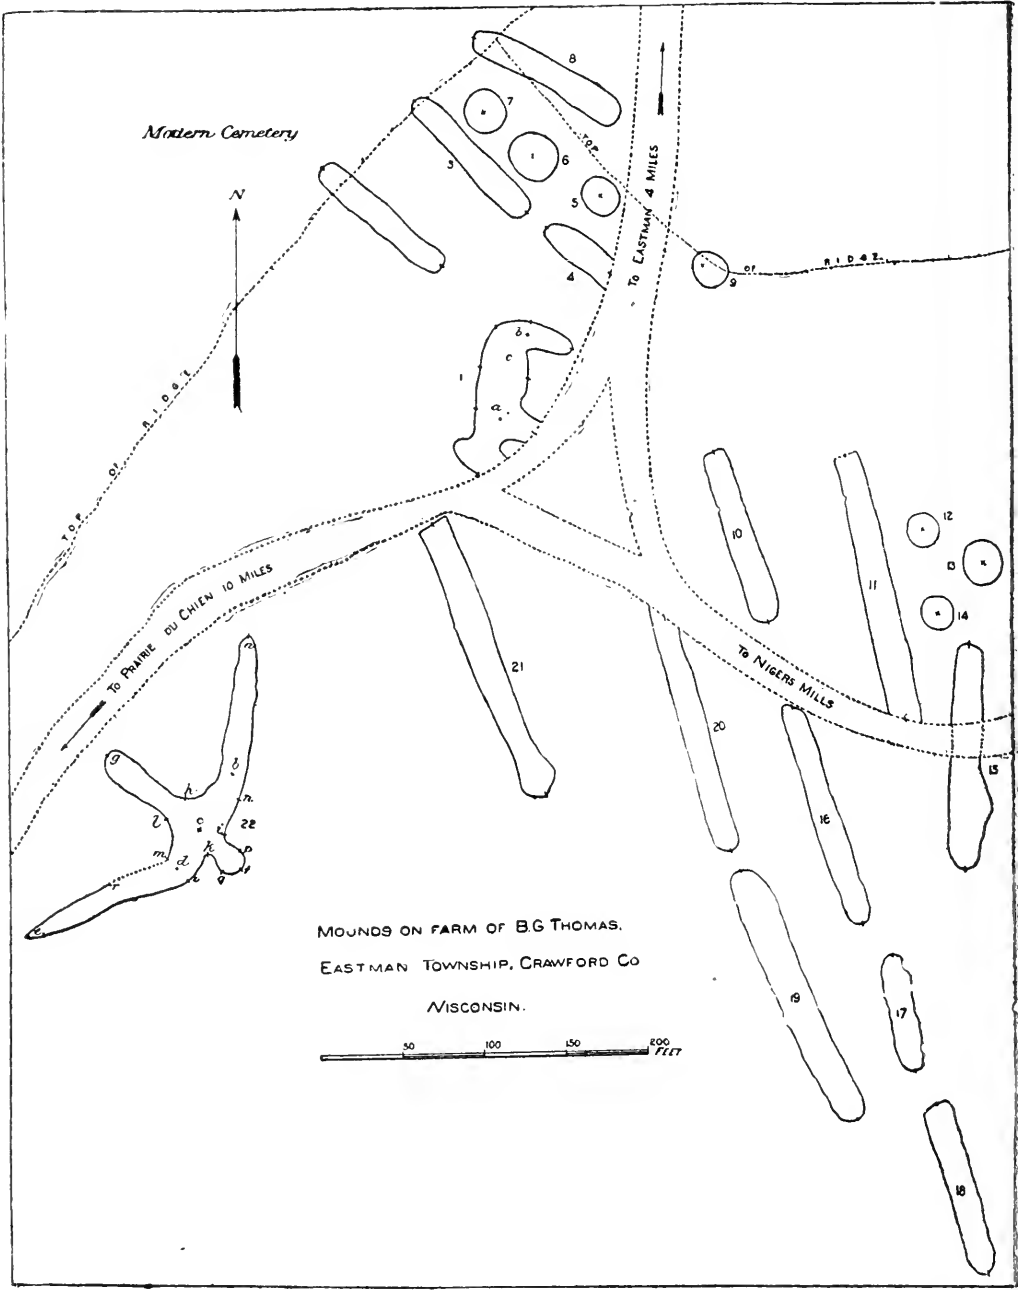 8
7
Modern Cemetery
TOP
6
3
5
N
TO EASTMAN 4 MILES
4
OF
RIDGE
9
b
c
1
a
RIDGE
OF
TOP
10
12
11
13
14
TO PRAIRIE DU CHIEN 10 MILES
TO NIGERS MILLS
21
n
20
15
g
b
h
n
l
c
i
22
16
m
k
p
d
r
q
e
MOUNDS ON FARM OF B.G THOMAS.
EASTMAN TOWNSHIP, CRAWFORD CO
WISCONSIN.
19
17
50 100 150 200
FEET
18